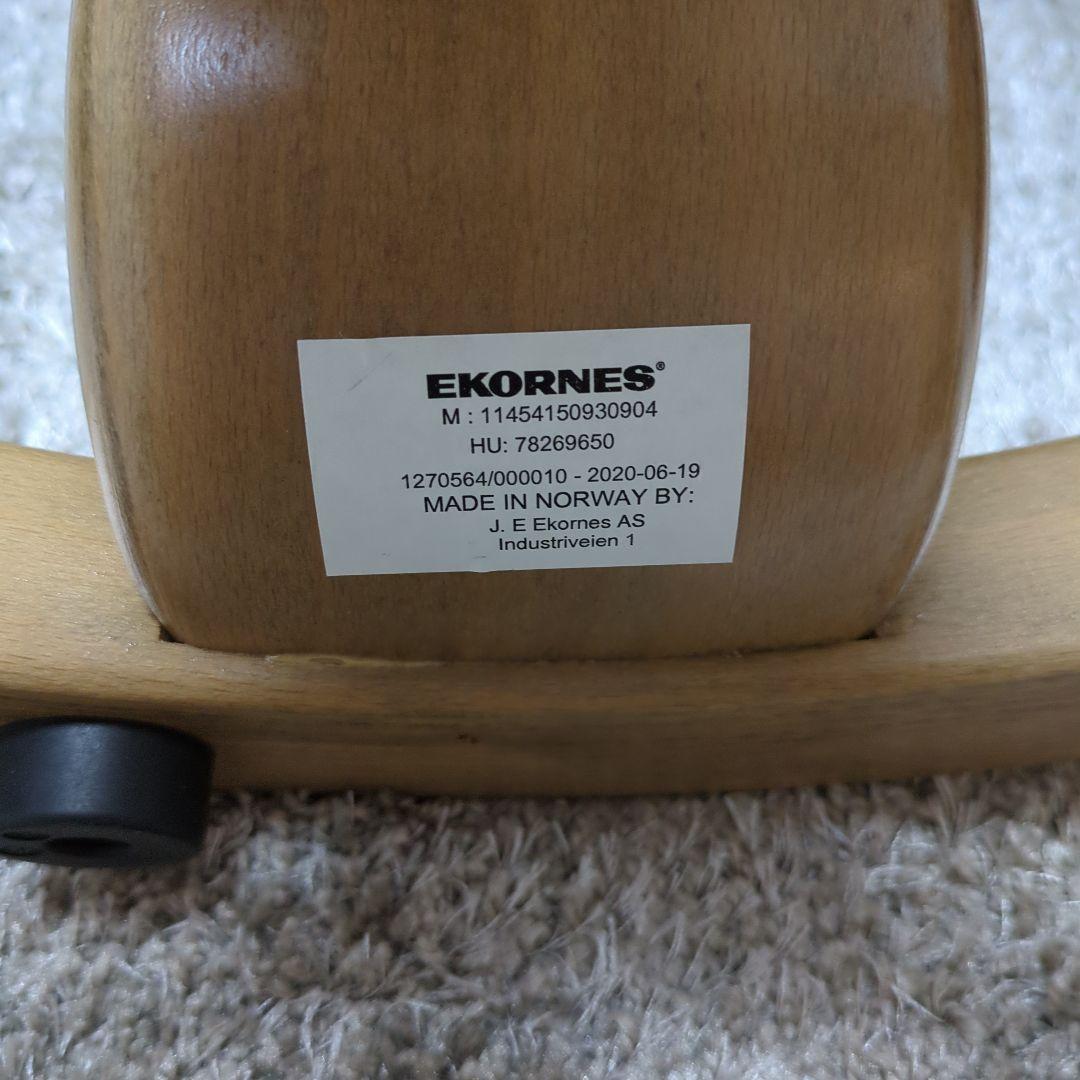 EKORNES®
M : 11454150930904
HU: 78269650
1270564/000010 - 2020-06-19
MADE IN NORWAY BY:
J. E Ekornes AS
Industriveien 1